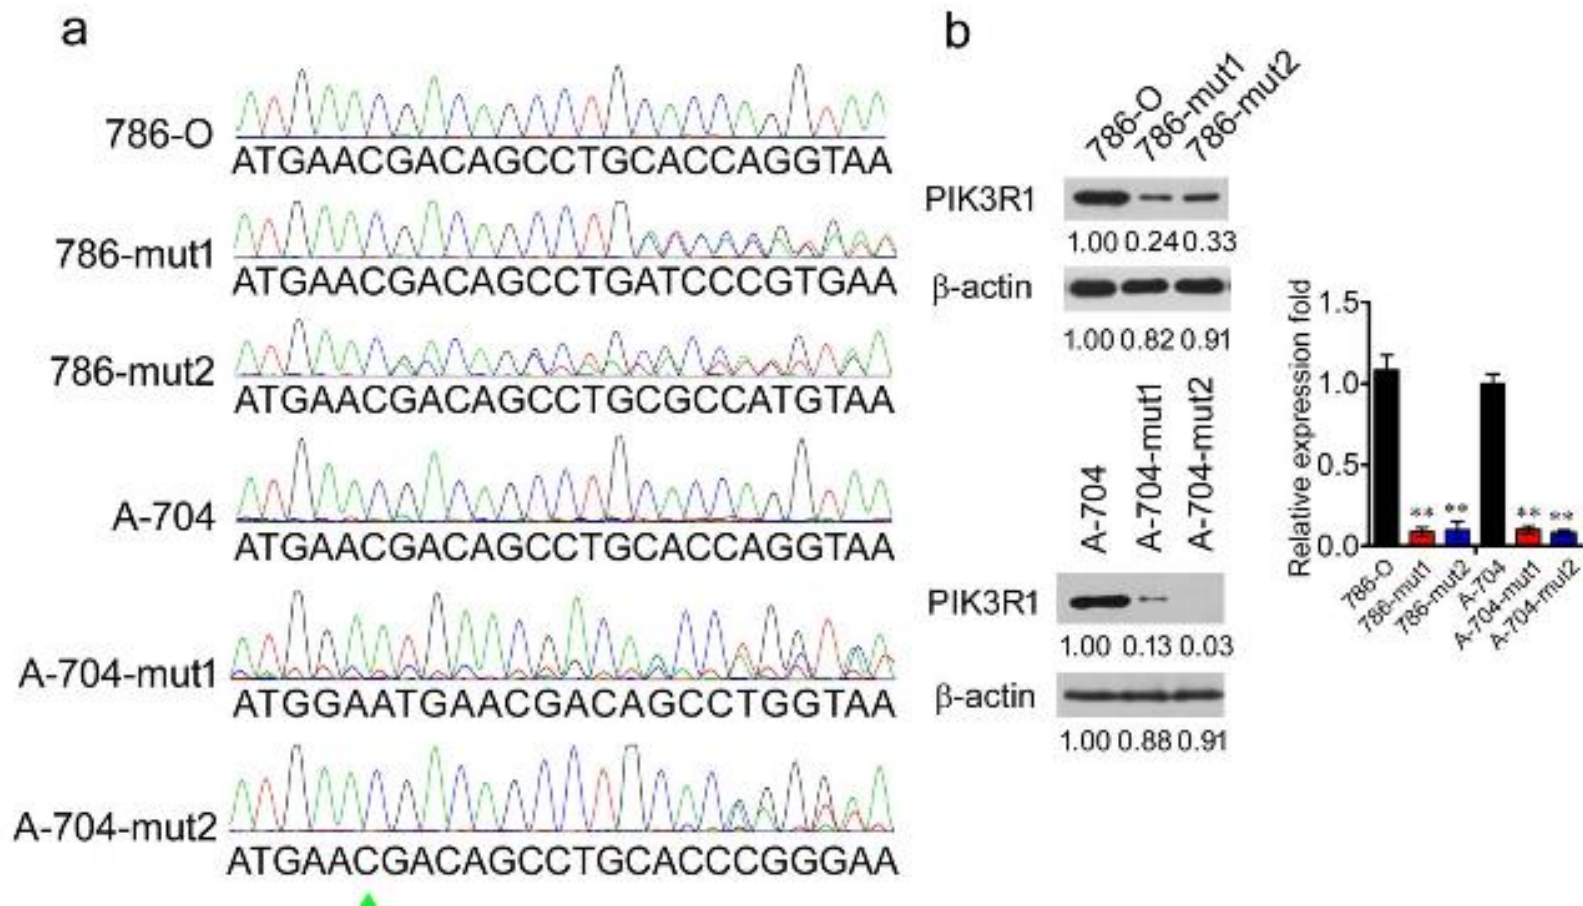 a
786-O
ATGAACGACAGCCTGCACCAGGTAA
786-mut1
ATGAACGACAGCCTGATCCCGTGAA
786-mut2
ATGAACGACAGCCTGCGCCATGTAA
A-704
ATGAACGACAGCCTGCACCAGGTAA
A-704-mut1
ATGGAATGAACGACAGCCTGGTAA
A-704-mut2
ATGAACGACAGCCTGCACCCGGGAA
b
786-O 786-mut1 786-mut2
PIK3R1
1.00 0.24 0.33
β-actin
1.00 0.82 0.91
A-704 A-704-mut1 A-704-mut2
PIK3R1
1.00 0.13 0.03
β-actin
1.00 0.88 0.91
Relative expression fold
1.5
1.0
0.5
0.0
** ** ** **
786-O 786-mut1 786-mut2 A-704 A-704-mut1 A-704-mut2